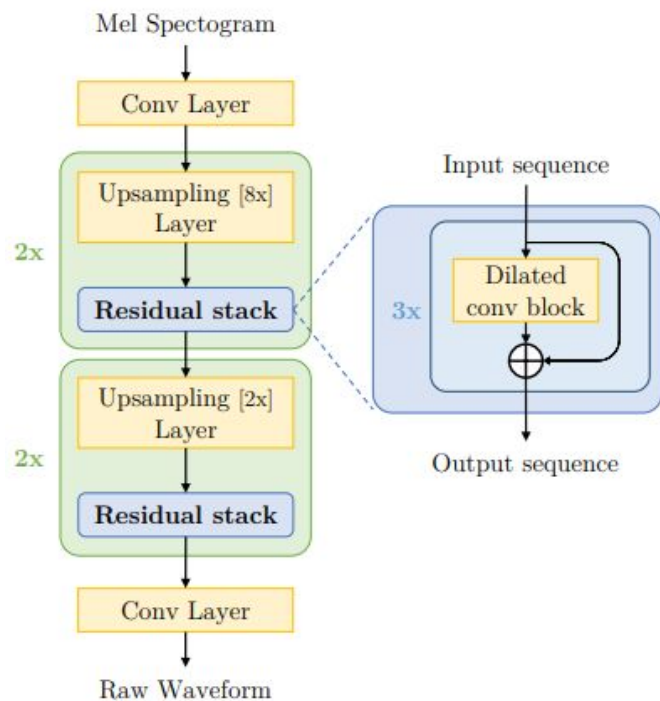 Mel Spectogram
Conv Layer
2x
Upsampling [8x]
Layer
Residual stack
2x
Upsampling [2x]
Layer
Residual stack
Conv Layer
Raw Waveform
Input sequence
3x
Dilated
conv block
Output sequence